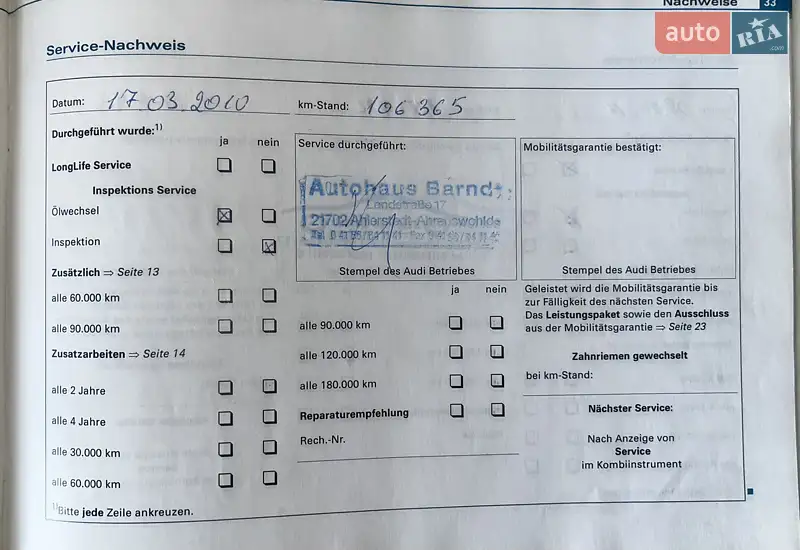 Nachweise 33
auto RIA .com
Service-Nachweis
Datum: 17 03. 2010 km-Stand: 106 365
Durchgeführt wurde:1) ja nein
LongLife Service
Inspektions Service
Ölwechsel
Inspektion
Zusätzlich ⇒ Seite 13
alle 60.000 km
alle 90.000 km
Zusatzarbeiten ⇒ Seite 14
alle 2 Jahre
alle 4 Jahre
alle 30.000 km
alle 60.000 km
1)Bitte jede Zeile ankreuzen.
Service durchgeführt:
Autohaus Barndt
Landstraße 17
21702 Ahlerstedt-Ahrenswohlde
Stempel des Audi Betriebes
ja nein
alle 90.000 km
alle 120.000 km
alle 180.000 km
Reparaturempfehlung
Rech.-Nr.
Mobilitätsgarantie bestätigt:
Stempel des Audi Betriebes
Geleistet wird die Mobilitätsgarantie bis
zur Fälligkeit des nächsten Service.
Das Leistungspaket sowie den Ausschluss
aus der Mobilitätsgarantie ⇒ Seite 23
Zahnriemen gewechselt
bei km-Stand:
Nächster Service:
Nach Anzeige von
Service
im Kombiinstrument